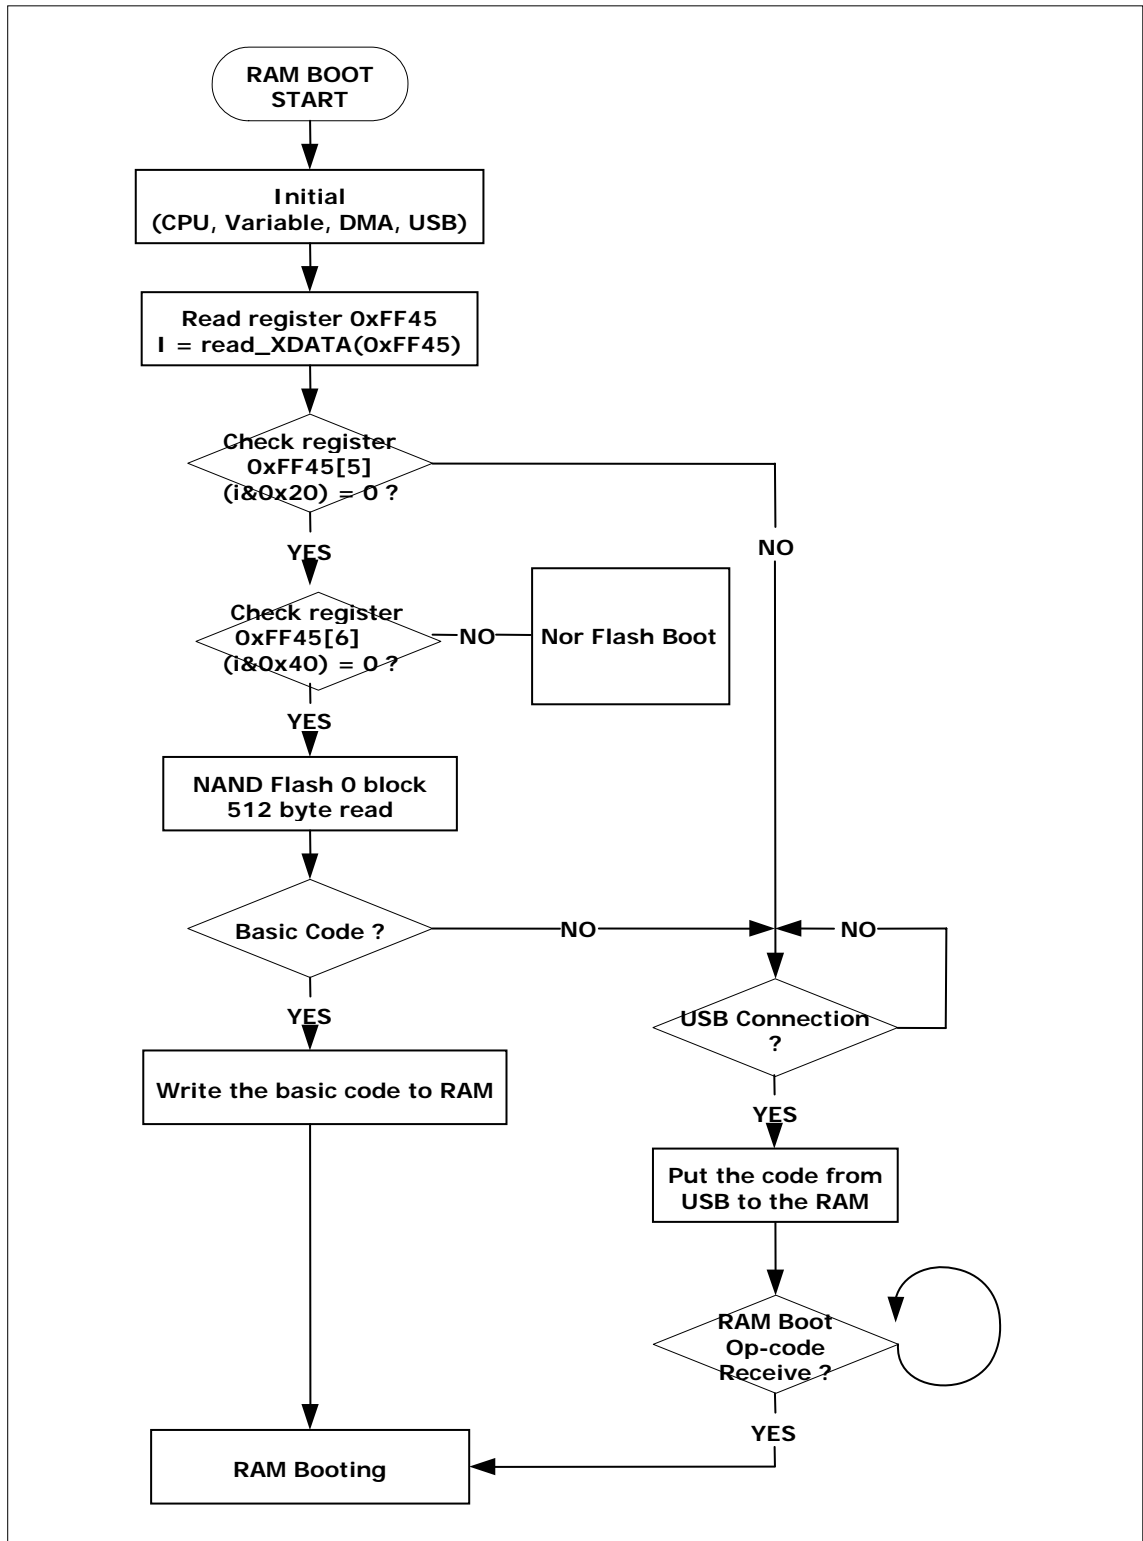 RAM BOOT
START
Initial
(CPU, Variable, DMA, USB)
Read register 0xFF45
I = read_XDATA(0xFF45)
Check register
0xFF45[5]
(i&0x20) = 0 ?
NO
YES
Check register
0xFF45[6]
(i&0x40) = 0 ?
NO
Nor Flash Boot
YES
NAND Flash 0 block
512 byte read
Basic Code ?
NO
NO
YES
USB Connection
?
Write the basic code to RAM
YES
Put the code from
USB to the RAM
RAM Boot
Op-code
Receive ?
YES
RAM Booting